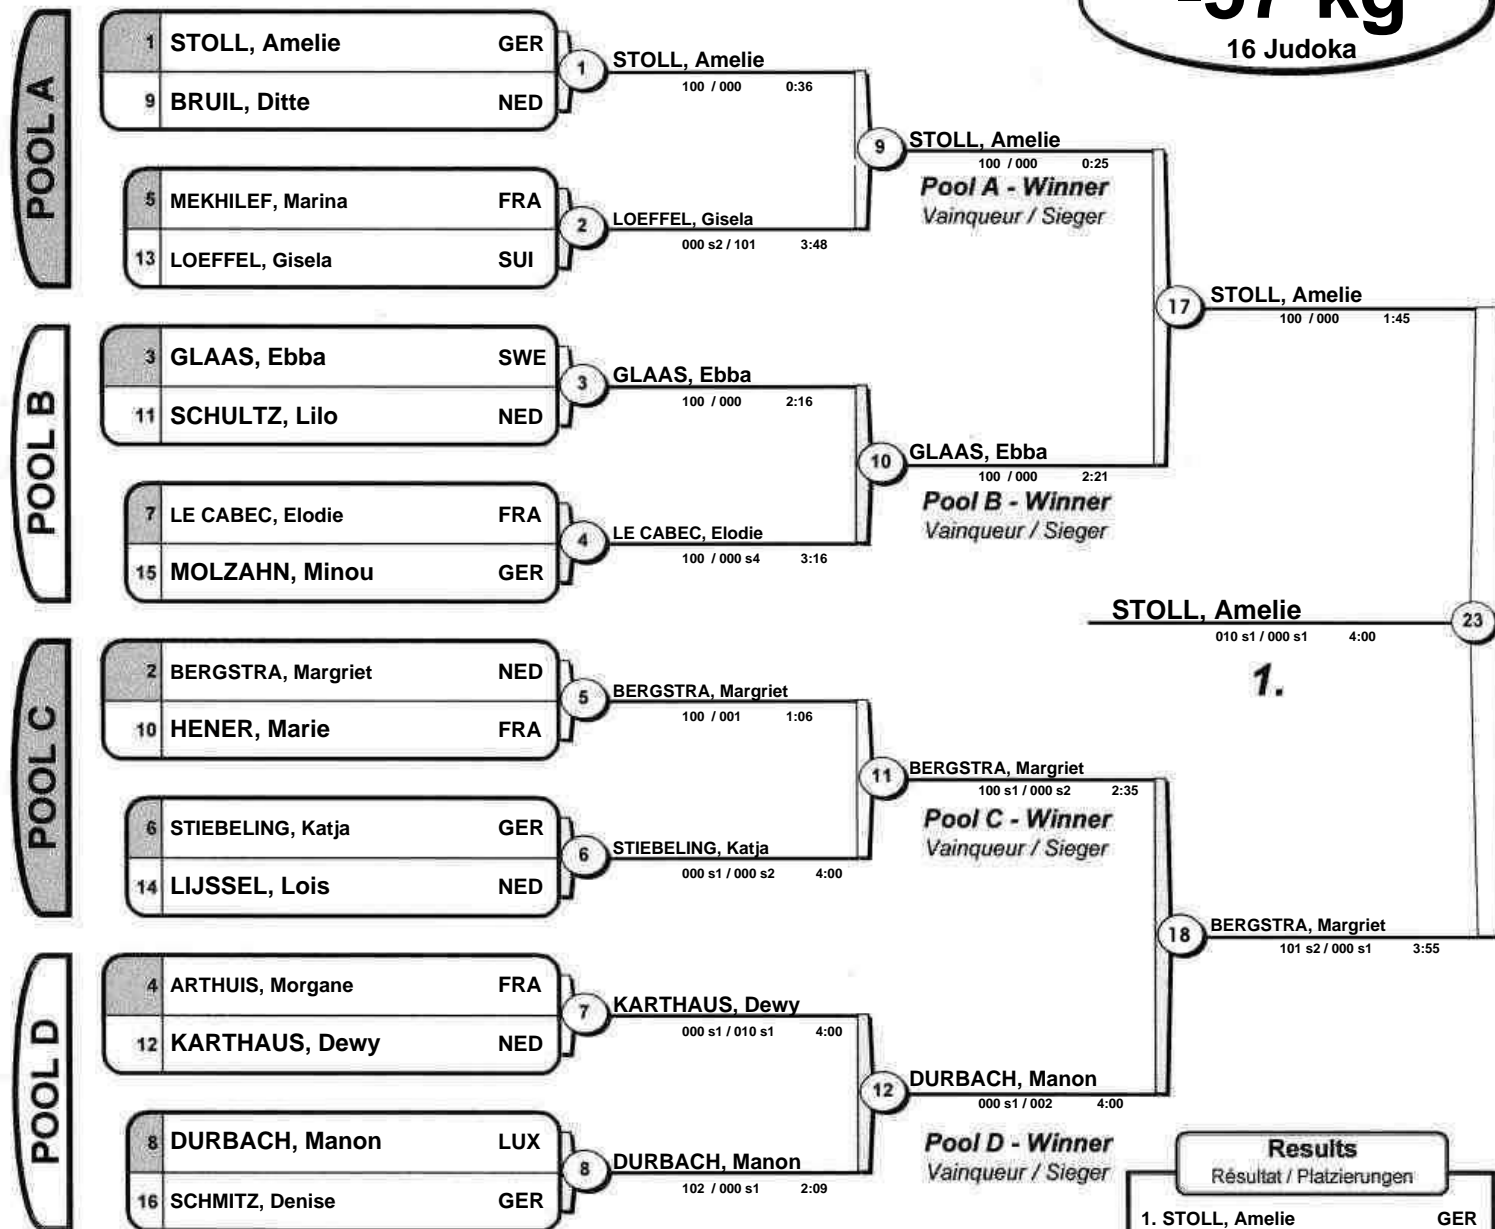 -57 kg
16 Judoka
POOL A
1 STOLL, Amelie GER
9 BRUIL, Ditte NED
5 MEKHILEF, Marina FRA
13 LOEFFEL, Gisela SUI
1
STOLL, Amelie
100 / 000 0:36
2
LOEFFEL, Gisela
000 s2 / 101 3:48
9
STOLL, Amelie
100 / 000 0:25
Pool A - Winner
Vainqueur / Sieger
POOL B
3 GLAAS, Ebba SWE
11 SCHULTZ, Lilo NED
7 LE CABEC, Elodie FRA
15 MOLZAHN, Minou GER
3
GLAAS, Ebba
100 / 000 2:16
4
LE CABEC, Elodie
100 / 000 s4 3:16
10
GLAAS, Ebba
100 / 000 2:21
Pool B - Winner
Vainqueur / Sieger
17
STOLL, Amelie
100 / 000 1:45
STOLL, Amelie
010 s1 / 000 s1 4:00
23
1.
POOL C
2 BERGSTRA, Margriet NED
10 HENER, Marie FRA
6 STIEBELING, Katja GER
14 LIJSSEL, Lois NED
5
BERGSTRA, Margriet
100 / 001 1:06
6
STIEBELING, Katja
000 s1 / 000 s2 4:00
11
BERGSTRA, Margriet
100 s1 / 000 s2 2:35
Pool C - Winner
Vainqueur / Sieger
18
BERGSTRA, Margriet
101 s2 / 000 s1 3:55
POOL D
4 ARTHUIS, Morgane FRA
12 KARTHAUS, Dewy NED
8 DURBACH, Manon LUX
16 SCHMITZ, Denise GER
7
KARTHAUS, Dewy
000 s1 / 010 s1 4:00
8
DURBACH, Manon
102 / 000 s1 2:09
12
DURBACH, Manon
000 s1 / 002 4:00
Pool D - Winner
Vainqueur / Sieger
Results
Résultat / Platzierungen
1. STOLL, Amelie GER